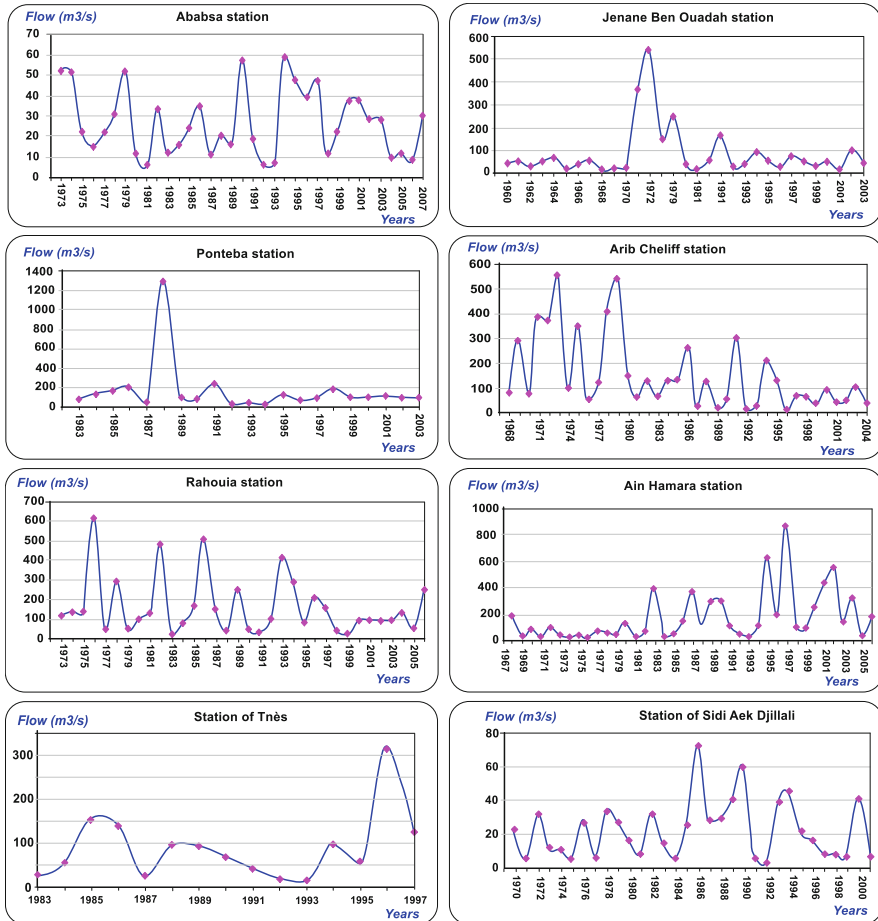 Flow (m3/s) Ababsa station
70
60
50
40
30
20
10
0
1973 1975 1977 1979 1981 1983 1985 1987 1989 1991 1993 1995 1997 1999 2001 2003 2005 2007
Years
Flow (m3/s) Jenane Ben Ouadah station
600
500
400
300
200
100
0
1960 1962 1964 1966 1968 1970 1972 1979 1981 1991 1993 1995 1997 1999 2001 2003
Years
Flow (m3/s) Ponteba station
1400
1200
1000
800
600
400
200
0
1983 1985 1987 1989 1991 1993 1995 1997 1999 2001 2003
Years
Flow (m3/s) Arib Cheliff station
600
500
400
300
200
100
0
1968 1971 1974 1977 1980 1983 1986 1989 1992 1995 1998 2001 2004
Years
Flow (m3/s) Rahouia station
700
600
500
400
300
200
100
0
1973 1975 1977 1979 1981 1983 1985 1987 1989 1991 1993 1995 1997 1999 2001 2003 2005
Years
Flow (m3/s) Ain Hamara station
1000
800
600
400
200
0
1967 1969 1971 1973 1975 1977 1979 1981 1983 1985 1987 1989 1991 1993 1995 1997 1999 2001 2003 2005
Years
Flow (m3/s) Station of Tnès
300
200
100
0
1983 1985 1987 1989 1991 1993 1995 1997
Years
Flow (m3/s) Station of Sidi Aek Djillali
80
60
40
20
0
1970 1972 1974 1976 1978 1980 1982 1984 1986 1988 1990 1992 1994 1996 1998 2000
Years